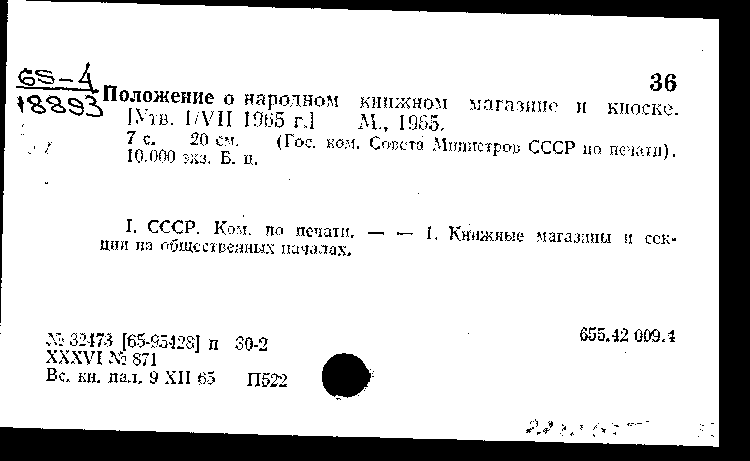 65-4
18893
36
Положение о народном книжном магазине и киоске.
[Утв. 1/VII 1965 г.] М., 1965.
7 с. 20 см. (Гос. ком. Совета Министров СССР по печати).
10.000 экз. Б. ц.
I. СССР. Ком. по печати. — — 1. Книжные магазины и сек-
ции на общественных началах.
655.42 009.4
№ 32473 [65-95428] п 30-2
XXXVI № 871
Вс. кн. пал. 9 XII 65 П522